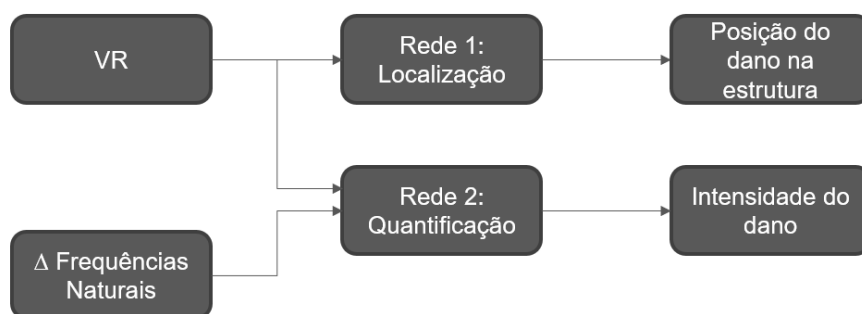 VR
Rede 1:
Localização
Posição do
dano na
estrutura
Rede 2:
Quantificação
Intensidade do
dano
Δ Frequências
Naturais